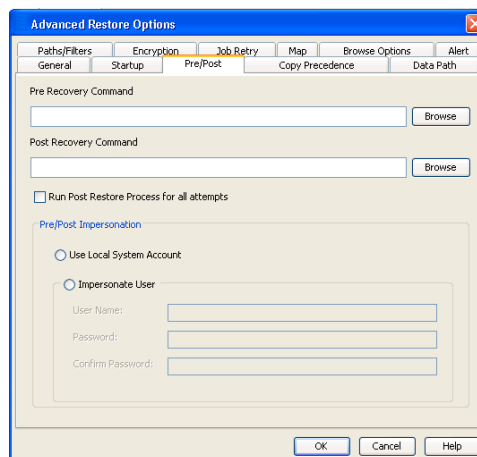 Advanced Restore Options
Paths/Filters Encryption Job Retry Map Browse Options Alert
General Startup Pre/Post Copy Precedence Data Path
Pre Recovery Command
Browse
Post Recovery Command
Browse
Run Post Restore Process for all attempts
Pre/Post Impersonation
Use Local System Account
Impersonate User
User Name:
Password:
Confirm Password:
OK Cancel Help